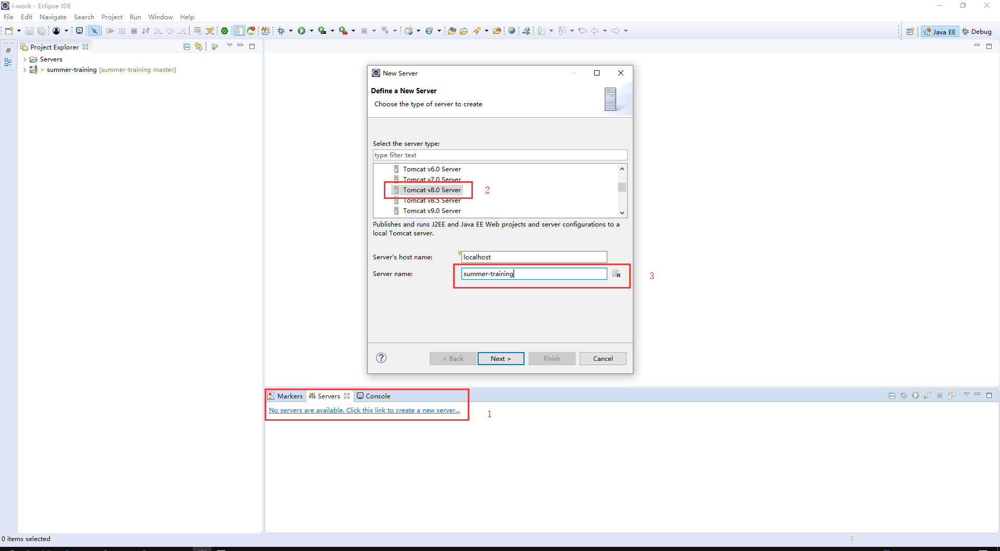 i-work - Eclipse IDE
File Edit Navigate Search Project Run Window Help
Java EE Debug
Project Explorer
Servers
> summer-training [summer-training master]
New Server
Define a New Server
Choose the type of server to create
Select the server type:
type filter text
Tomcat v6.0 Server
Tomcat v7.0 Server
Tomcat v8.0 Server
2
Tomcat v8.5 Server
Tomcat v9.0 Server
Publishes and runs J2EE and Java EE Web projects and server configurations to a
local Tomcat server.
Server's host name: localhost
Server name: summer-training
3
< Back Next > Finish Cancel
Markers Servers Console
No servers are available. Click this link to create a new server...
1
0 items selected